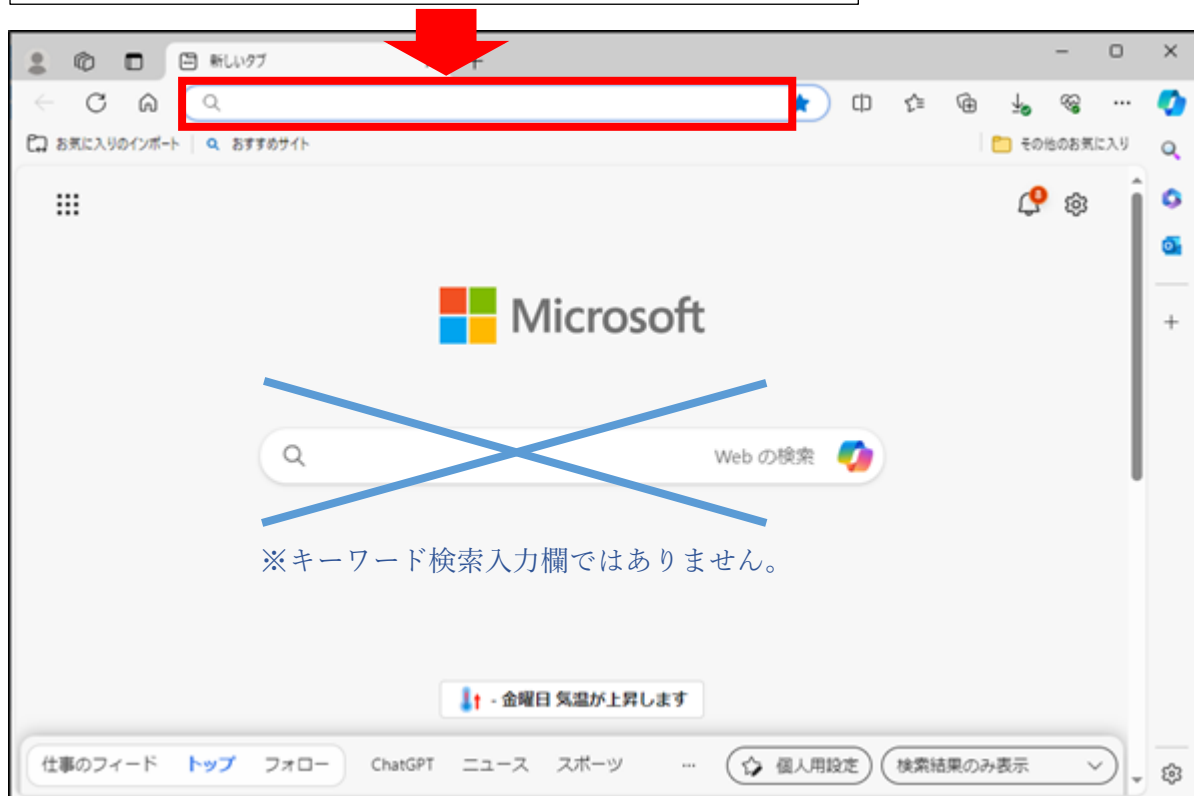 新しいタブ
お気に入りのインポート おすすめサイト その他のお気に入り
8
Microsoft
Web の検索
※キーワード検索入力欄ではありません。
- 金曜日 気温が上昇します
仕事のフィード トップ フォロー ChatGPT ニュース スポーツ ... 個人用設定 検索結果のみ表示